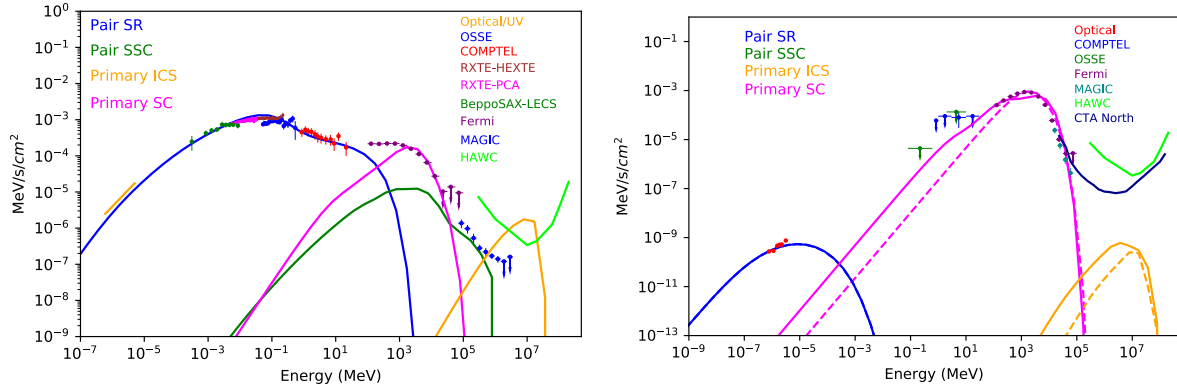 Pair SR
Pair SSC
Primary ICS
Primary SC
Optical/UV
OSSE
COMPTEL
RXTE-HEXTE
RXTE-PCA
BeppoSAX-LECS
Fermi
MAGIC
HAWC
MeV/s/cm²
10⁰
10⁻¹
10⁻²
10⁻³
10⁻⁴
10⁻⁵
10⁻⁶
10⁻⁷
10⁻⁸
10⁻⁹
10⁻⁷ 10⁻⁵ 10⁻³ 10⁻¹ 10¹ 10³ 10⁵ 10⁷
Energy (MeV)
Pair SR
Primary ICS
Primary SC
Optical
COMPTEL
OSSE
Fermi
MAGIC
HAWC
CTA North
MeV/s/cm²
10⁻¹
10⁻³
10⁻⁵
10⁻⁷
10⁻⁹
10⁻¹¹
10⁻¹³
10⁻⁹ 10⁻⁷ 10⁻⁵ 10⁻³ 10⁻¹ 10¹ 10³ 10⁵ 10⁷
Energy (MeV)